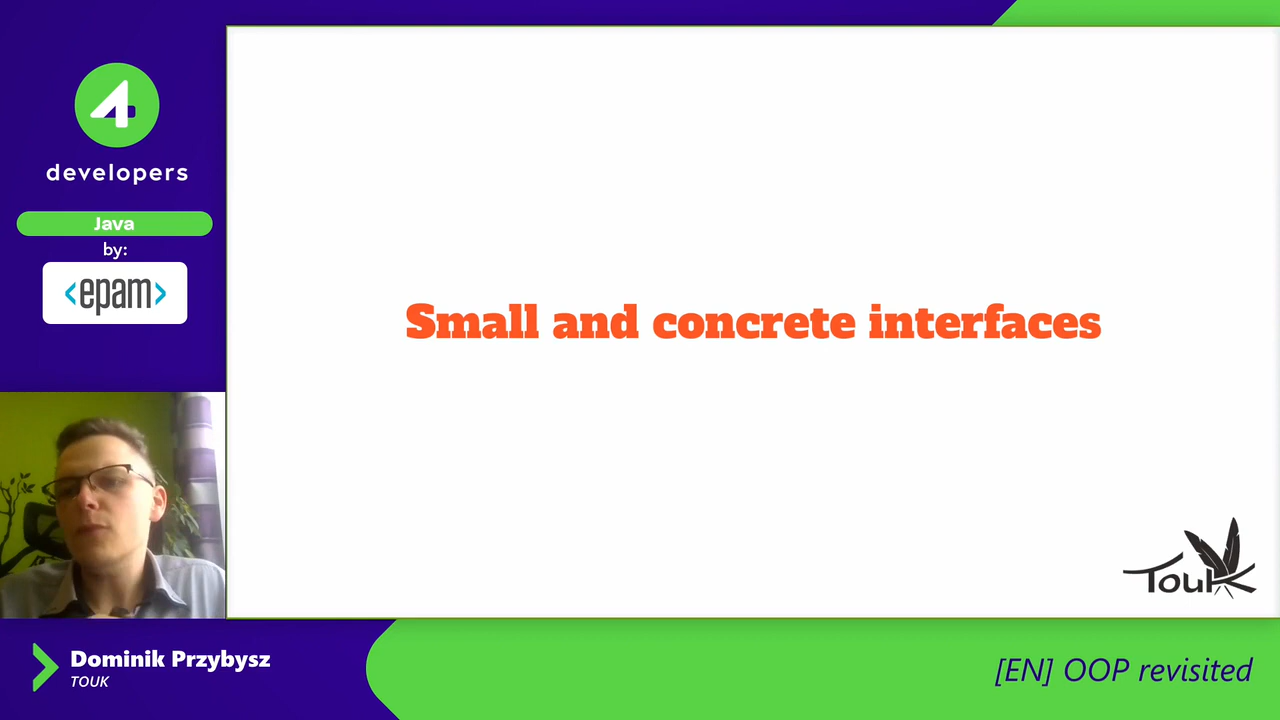 4
developers
Java
by:
<epam>
Small and concrete interfaces
TouK
Dominik Przybysz
TOUK
[EN] OOP revisited